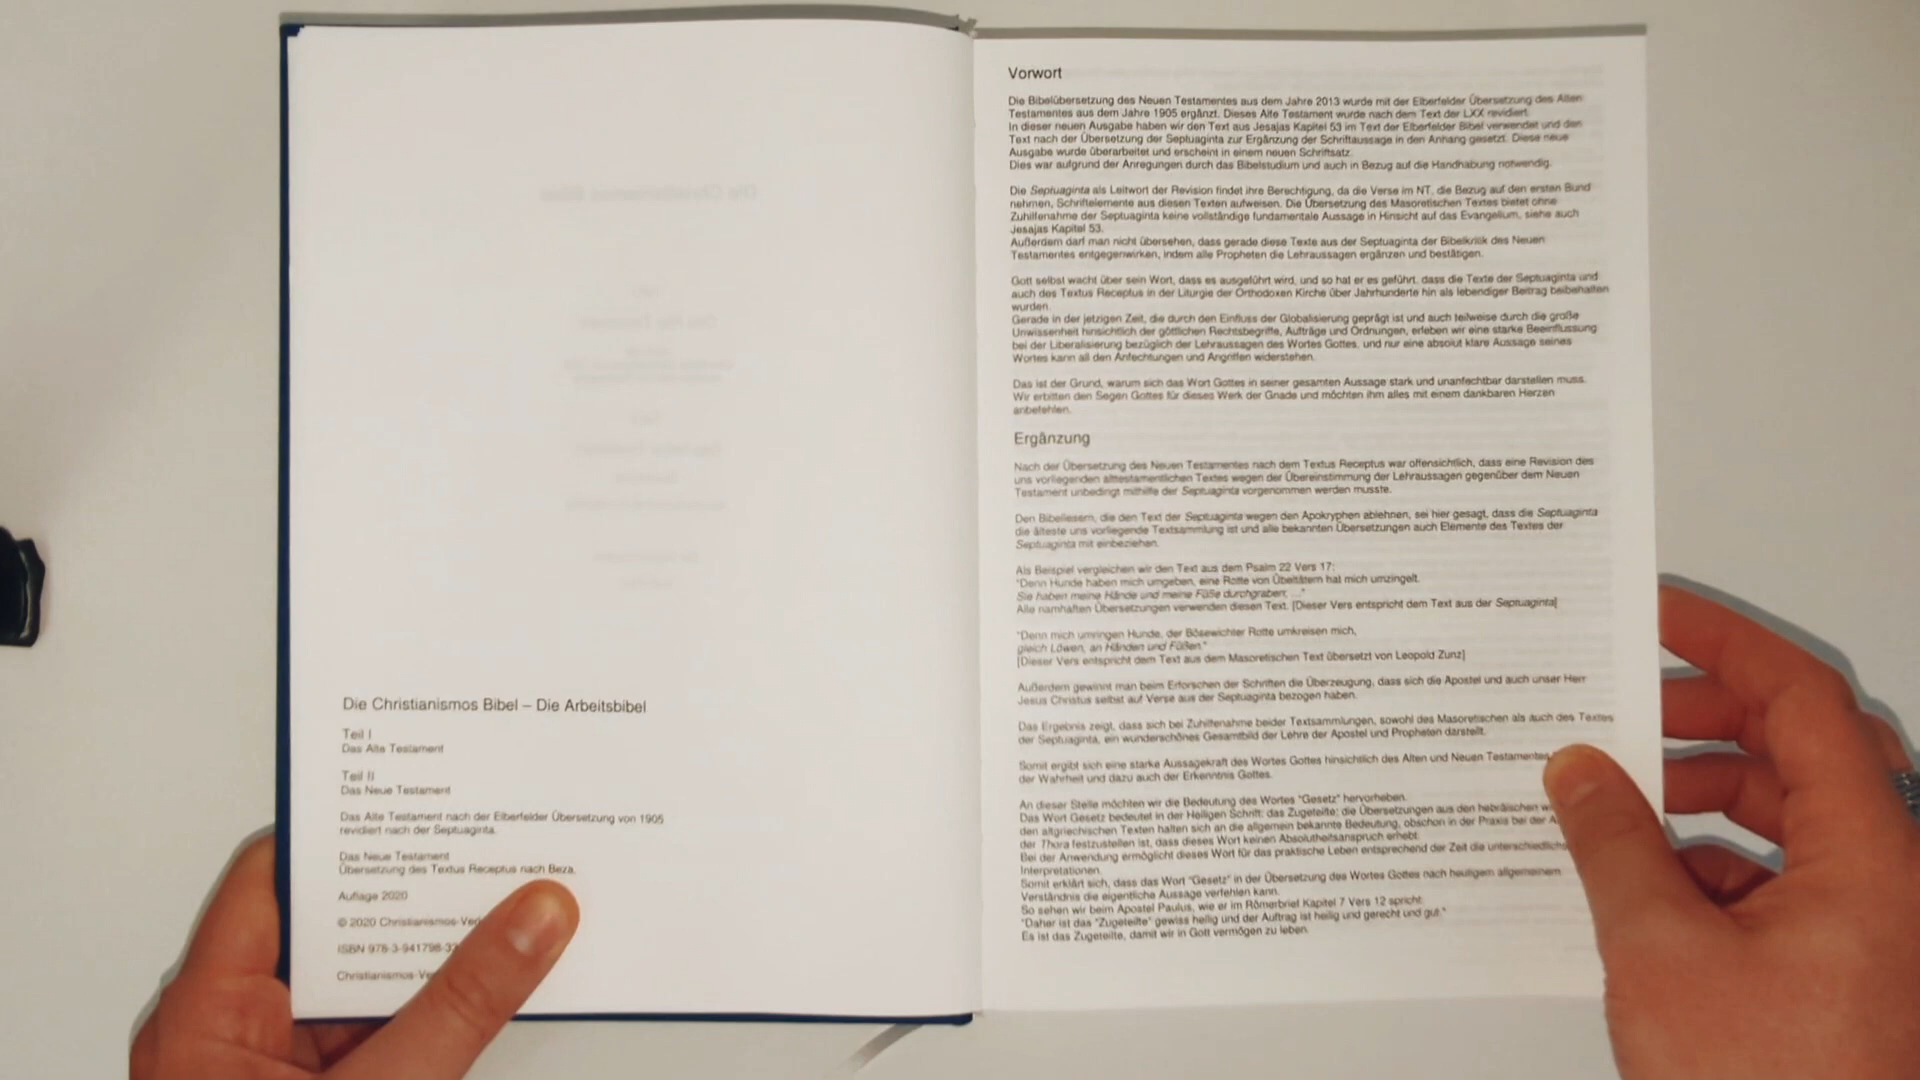 Die Christianismos Bibel – Die Arbeitsbibel
Teil I
Das Alte Testament
Teil II
Das Neue Testament
Das Alte Testament nach der Elberfelder Übersetzung von 1905
revidiert nach der Septuaginta.
Das Neue Testament
Übersetzung des Textus Receptus nach Beza.
Auflage 2020
© 2020 Christianismos-Ver
ISBN 978-3-941798-3
Christianismos-Ve
Vorwort
Die Bibelübersetzung des Neuen Testamentes aus dem Jahre 2013 wurde mit der Elberfelder Übersetzung des Alten
Testamentes aus dem Jahre 1905 ergänzt. Dieses Alte Testament wurde nach dem Text der LXX revidiert.
In dieser neuen Ausgabe haben wir den Text aus Jesajas Kapitel 53 im Text der Elberfelder Bibel verwendet und den
Text nach der Übersetzung der Septuaginta zur Ergänzung der Schriftaussage in den Anhang gesetzt. Diese neue
Ausgabe wurde überarbeitet und erscheint in einem neuen Schriftsatz.
Dies war aufgrund der Anregungen durch das Bibelstudium und auch in Bezug auf die Handhabung notwendig.
Die Septuaginta als Leitwort der Revision findet ihre Berechtigung, da die Verse im NT, die Bezug auf den ersten Bund
nehmen, Schriftelemente aus diesen Texten aufweisen. Die Übersetzung des Masoretischen Textes bietet ohne
Zuhilfenahme der Septuaginta keine vollständige fundamentale Aussage in Hinsicht auf das Evangelium, siehe auch
Jesajas Kapitel 53.
Außerdem darf man nicht übersehen, dass gerade diese Texte aus der Septuaginta der Bibelkritik des Neuen
Testamentes entgegenwirken, indem alle Propheten die Lehraussagen ergänzen und bestätigen.
Gott selbst wacht über sein Wort, dass es ausgeführt wird, und so hat er es geführt, dass die Texte der Septuaginta und
auch des Textus Receptus in der Liturgie der Orthodoxen Kirche über Jahrhunderte hin als lebendiger Beitrag beibehalten
wurden.
Gerade in der jetzigen Zeit, die durch den Einfluss der Globalisierung geprägt ist und auch teilweise durch die große
Unwissenheit hinsichtlich der göttlichen Rechtsbegriffe, Aufträge und Ordnungen, erleben wir eine starke Beeinflussung
bei der Liberalisierung bezüglich der Lehraussagen des Wortes Gottes, und nur eine absolut klare Aussage seines
Wortes kann all den Anfechtungen und Angriffen widerstehen.
Das ist der Grund, warum sich das Wort Gottes in seiner gesamten Aussage stark und unanfechtbar darstellen muss.
Wir erbitten den Segen Gottes für dieses Werk der Gnade und möchten ihm alles mit einem dankbaren Herzen
anbefehlen.
Ergänzung
Nach der Übersetzung des Neuen Testamentes nach dem Textus Receptus war offensichtlich, dass eine Revision des
uns vorliegenden alttestamentlichen Textes wegen der Übereinstimmung der Lehraussagen gegenüber dem Neuen
Testament unbedingt mithilfe der Septuaginta vorgenommen werden musste.
Den Bibellesern, die den Text der Septuaginta wegen den Apokryphen ablehnen, sei hier gesagt, dass die Septuaginta
die älteste uns vorliegende Textsammlung ist und alle bekannten Übersetzungen auch Elemente des Textes der
Septuaginta mit einbeziehen.
Als Beispiel vergleichen wir den Text aus dem Psalm 22 Vers 17:
"Denn Hunde haben mich umgeben, eine Rotte von Übeltätern hat mich umzingelt.
Sie haben meine Hände und meine Füße durchgraben, ..."
Alle namhaften Übersetzungen verwenden diesen Text. [Dieser Vers entspricht dem Text aus der Septuaginta]
"Denn mich umringen Hunde, der Bösewichter Rotte umkreisen mich,
gleich Löwen, an Händen und Füßen."
[Dieser Vers entspricht dem Text aus dem Masoretischen Text übersetzt von Leopold Zunz]
Außerdem gewinnt man beim Erforschen der Schriften die Überzeugung, dass sich die Apostel und auch unser Herr
Jesus Christus selbst auf Verse aus der Septuaginta bezogen haben.
Das Ergebnis zeigt, dass sich bei Zuhilfenahme beider Textsammlungen, sowohl des Masoretischen als auch des Textes
der Septuaginta, ein wunderschönes Gesamtbild der Lehre der Apostel und Propheten darstellt.
Somit ergibt sich eine starke Aussagekraft des Wortes Gottes hinsichtlich des Alten und Neuen Testamentes
der Wahrheit und dazu auch der Erkenntnis Gottes.
An dieser Stelle möchten wir die Bedeutung des Wortes "Gesetz" hervorheben.
Das Wort Gesetz bedeutet in der Heiligen Schrift: das Zugeteilte; die Übersetzungen aus den hebräischen w
den altgriechischen Texten halten sich an die allgemein bekannte Bedeutung, obschon in der Praxis bei der A
der Thora festzustellen ist, dass dieses Wort keinen Absolutheitsanspruch erhebt.
Bei der Anwendung ermöglicht dieses Wort für das praktische Leben entsprechend der Zeit die unterschiedlichs
Interpretationen.
Somit erklärt sich, dass das Wort "Gesetz" in der Übersetzung des Wortes Gottes nach heutigem allgemeinem
Verständnis die eigentliche Aussage verfehlen kann.
So sehen wir beim Apostel Paulus, wie er im Römerbrief Kapitel 7 Vers 12 spricht:
"Daher ist das "Zugeteilte" gewiss heilig und der Auftrag ist heilig und gerecht und gut."
Es ist das Zugeteilte, damit wir in Gott vermögen zu leben.